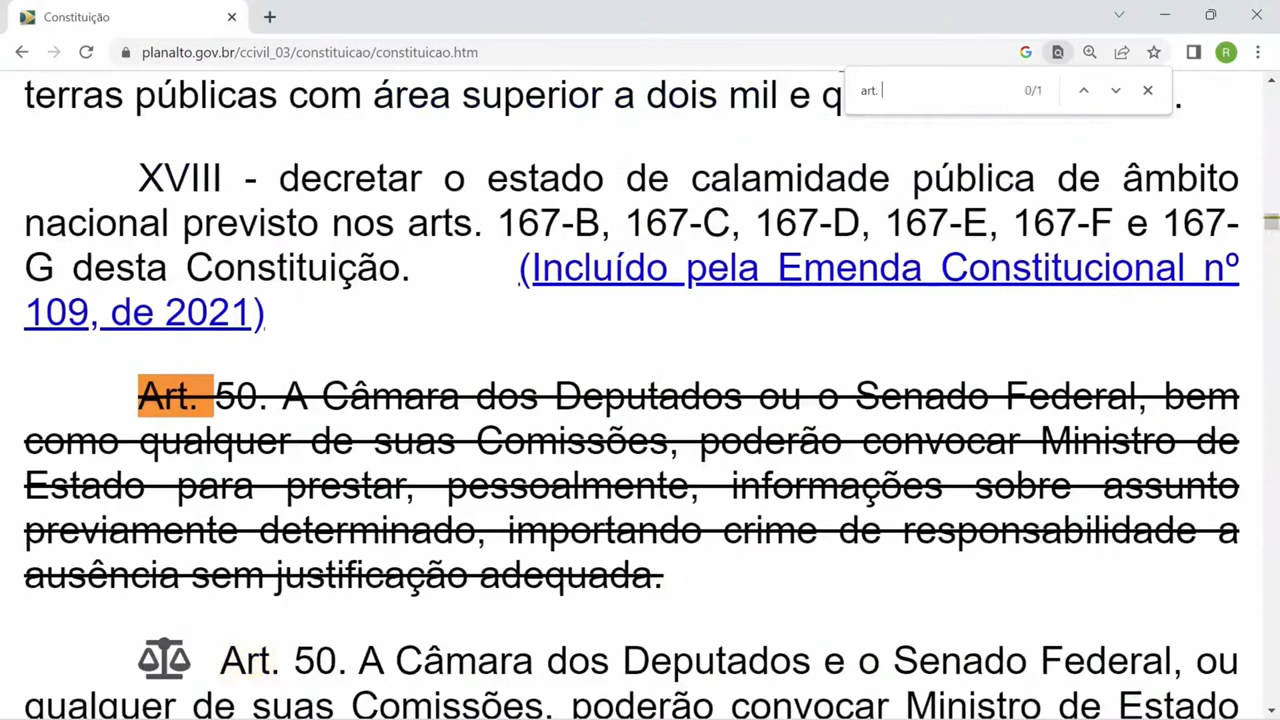 Constituição
planalto.gov.br/ccivil_03/constituicao/constituicao.htm
R
art.
0/1
terras públicas com área superior a dois mil e q
XVIII - decretar o estado de calamidade pública de âmbito
nacional previsto nos arts. 167-B, 167-C, 167-D, 167-E, 167-F e 167-
G desta Constituição. (Incluído pela Emenda Constitucional nº
109, de 2021)
Art. 50. A Câmara dos Deputados ou o Senado Federal, bem
como qualquer de suas Comissões, poderão convocar Ministro de
Estado para prestar, pessoalmente, informações sobre assunto
previamente determinado, importando crime de responsabilidade a
ausência sem justificação adequada.
Art. 50. A Câmara dos Deputados e o Senado Federal, ou
qualquer de suas Comissões, poderão convocar Ministro de Estado